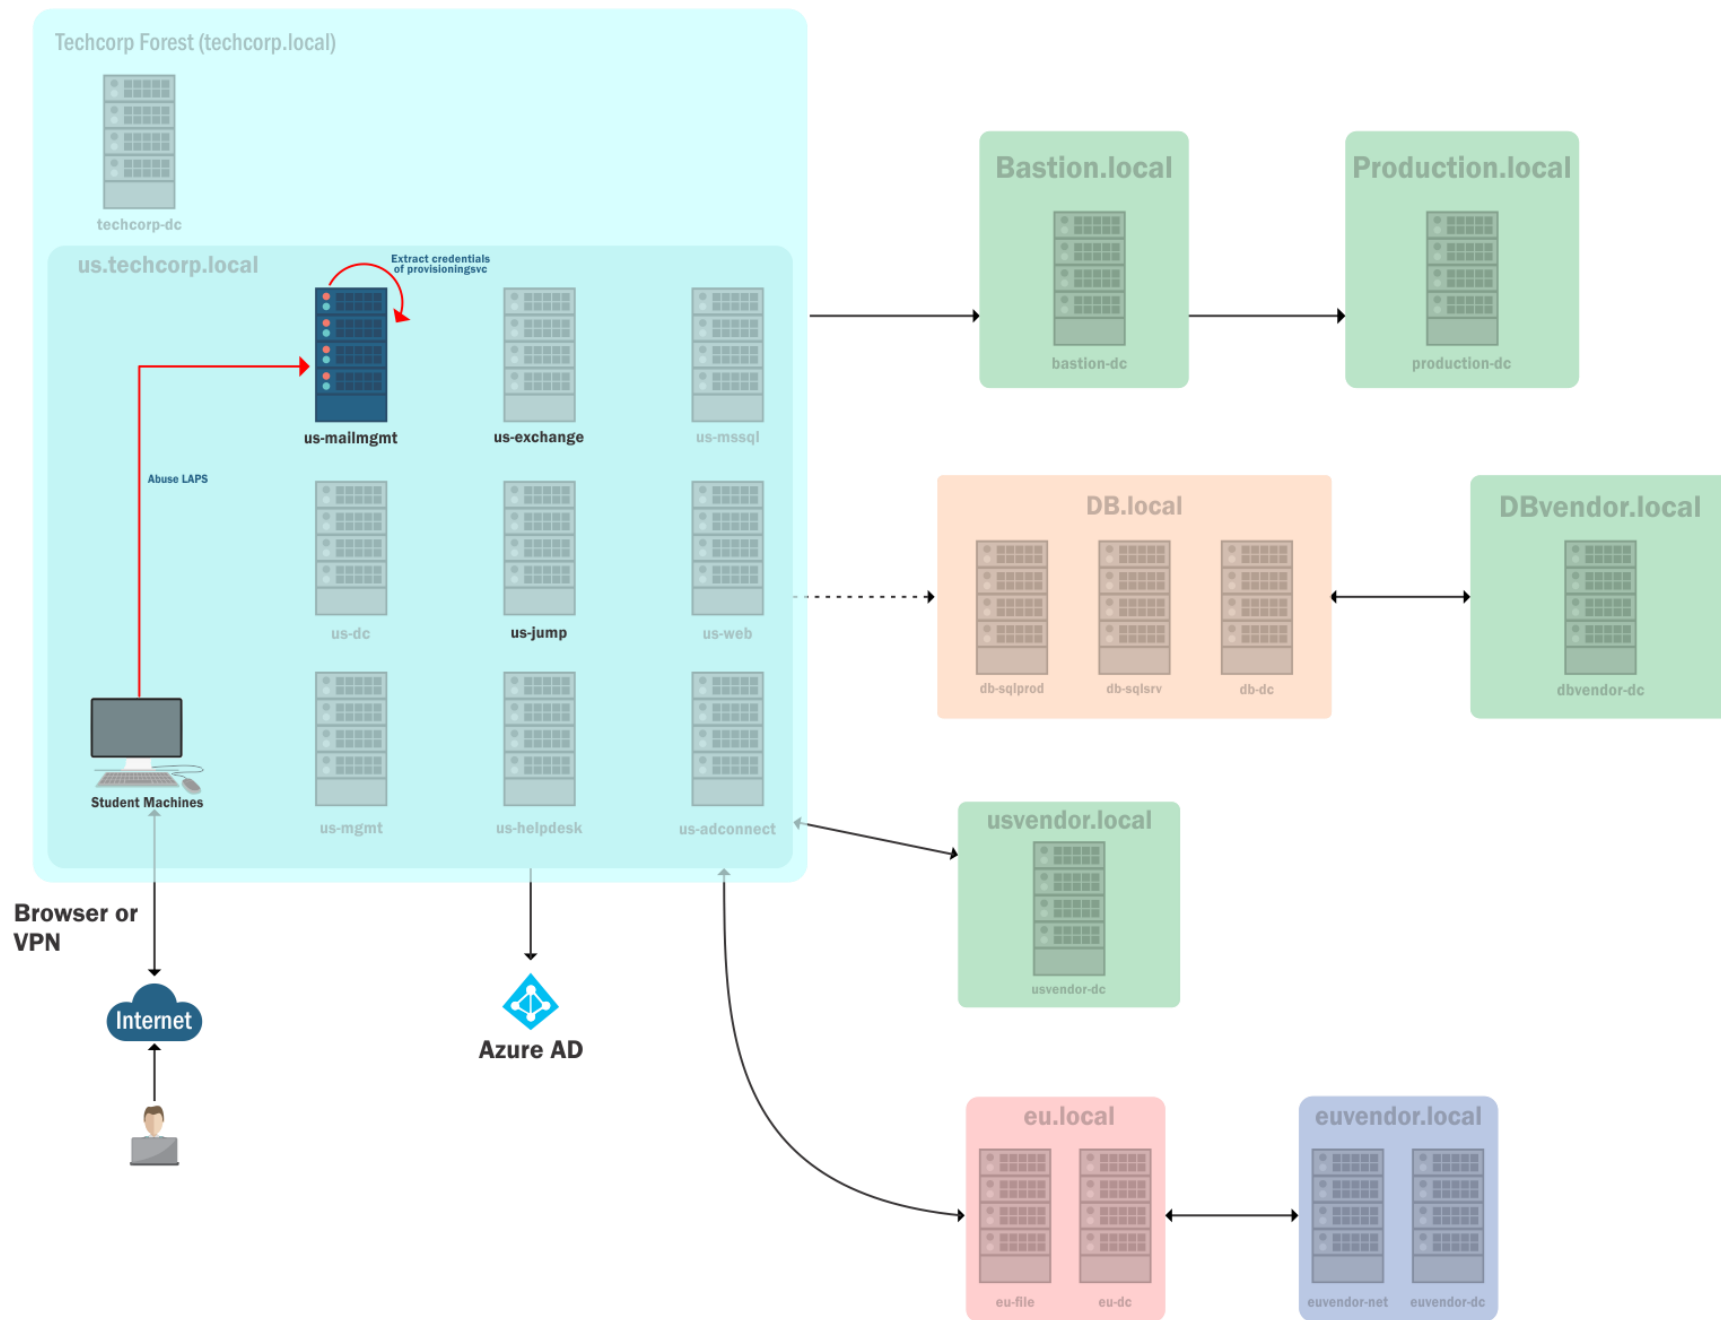 Techcorp Forest (techcorp.local)
techcorp-dc
us.techcorp.local
Extract credentials
of provisioningsvc
us-mailmgmt
us-exchange
us-mssql
Abuse LAPS
us-dc
us-jump
us-web
Student Machines
us-mgmt
us-helpdesk
us-adconnect
Bastion.local
bastion-dc
Production.local
production-dc
DB.local
db-sqlprod
db-sqlsrv
db-dc
DBvendor.local
dbvendor-dc
usvendor.local
usvendor-dc
Browser or
VPN
Internet
Azure AD
eu.local
eu-file
eu-dc
euvendor.local
euvendor-net
euvendor-dc